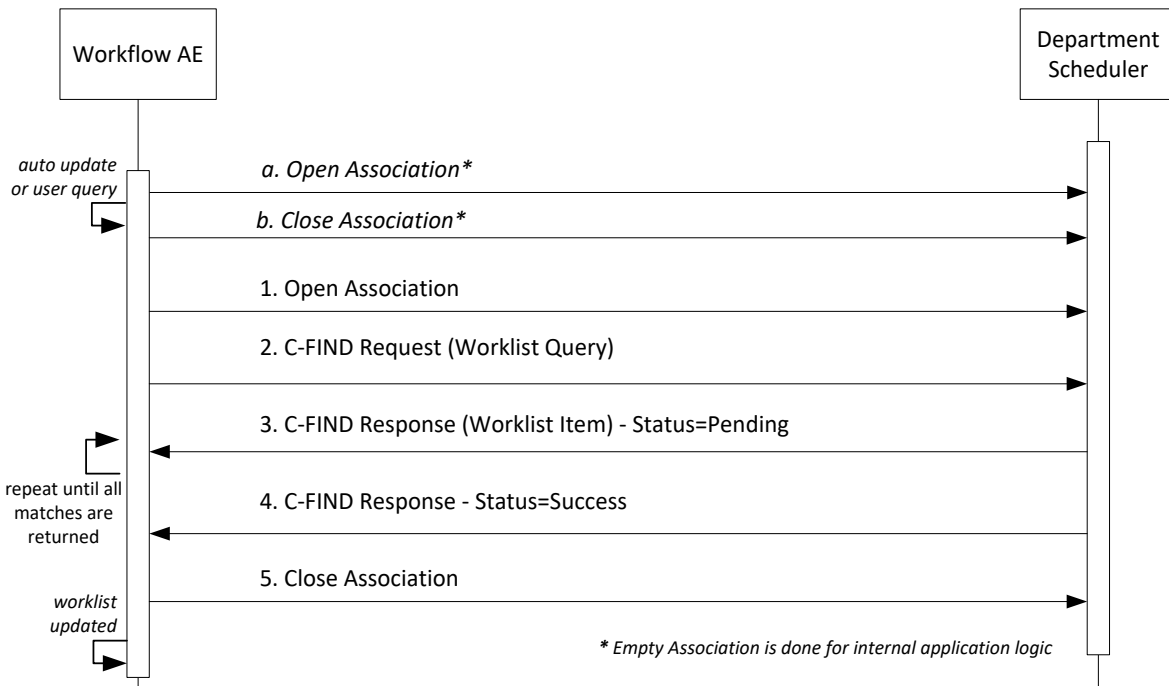 Workflow AE
Department
Scheduler
auto update
or user query
a. Open Association*
b. Close Association*
1. Open Association
2. C-FIND Request (Worklist Query)
3. C-FIND Response (Worklist Item) - Status=Pending
repeat until all
matches are
returned
4. C-FIND Response - Status=Success
5. Close Association
worklist
updated
* Empty Association is done for internal application logic